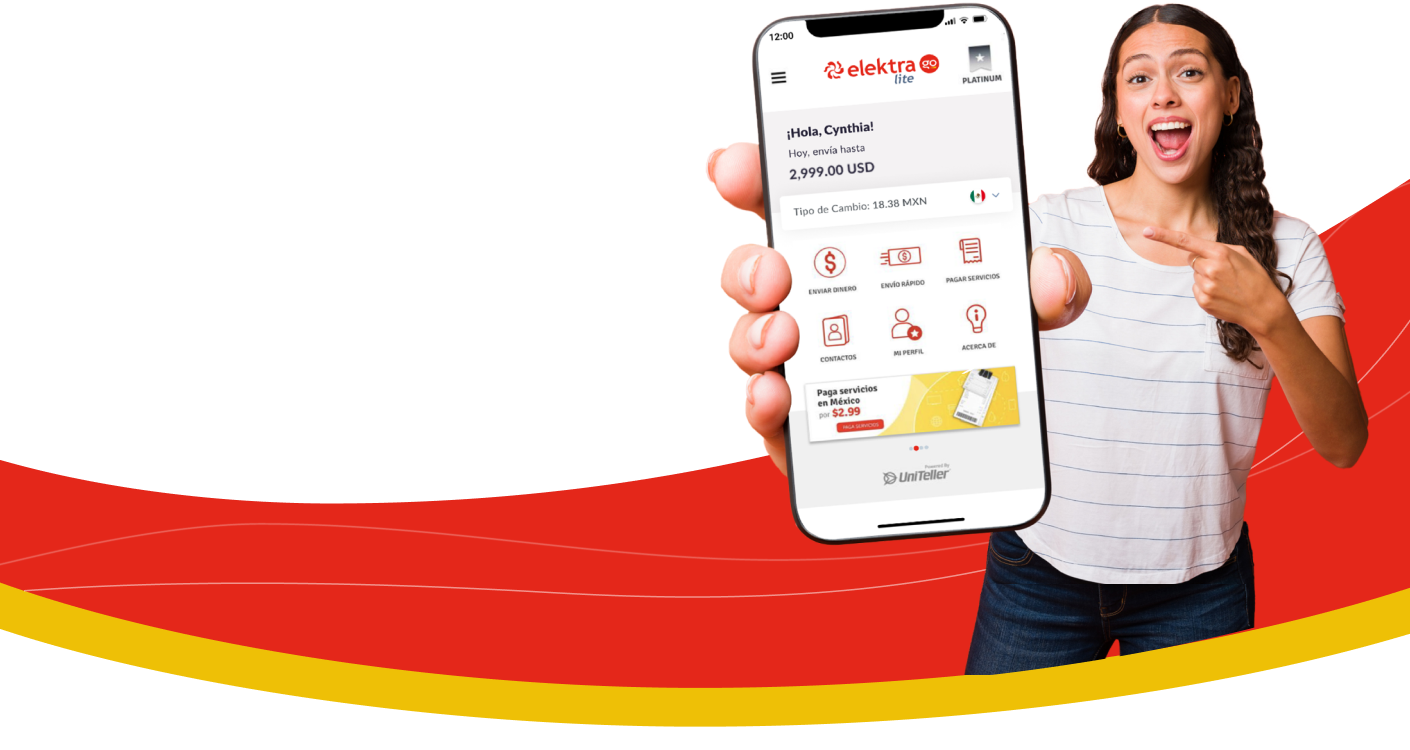 12:00
elektra go
lite
PLATINUM
¡Hola, Cynthia!
Hoy, envía hasta
2,999.00 USD
Tipo de Cambio: 18.38 MXN
ENVIAR DINERO
ENVÍO RÁPIDO
PAGAR SERVICIOS
CONTACTOS
MI PERFIL
ACERCA DE
Paga servicios
en México
por $2.99
PAGA SERVICIOS
Powered By
UniTeller